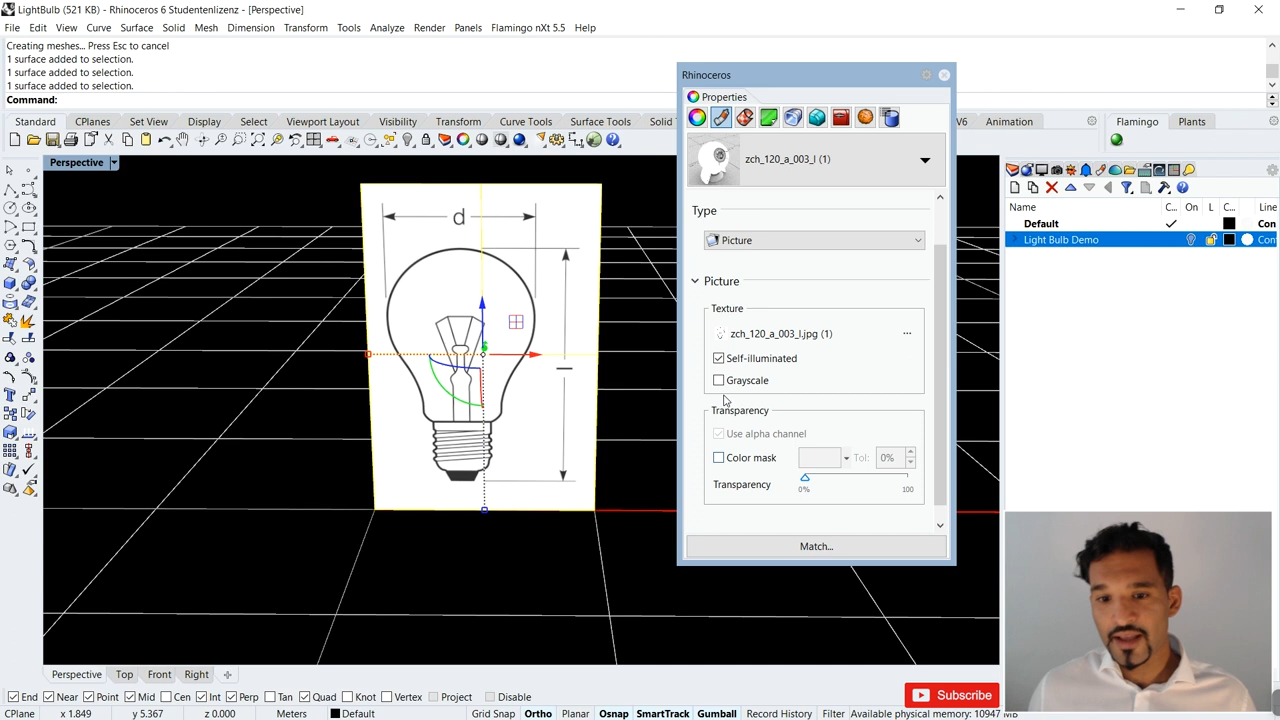 LightBulb (521 KB) - Rhinoceros 6 Studentenlizenz - [Perspective]
File Edit View Curve Surface Solid Mesh Dimension Transform Tools Analyze Render Panels Flamingo nXt 5.5 Help
Creating meshes... Press Esc to cancel
1 surface added to selection.
1 surface added to selection.
1 surface added to selection.
Command:
Standard CPlanes Set View Display Select Viewport Layout Visibility Transform Curve Tools Surface Tools Solid V6 Animation
Flamingo Plants
Perspective
d
l
Rhinoceros
Properties
zch_120_a_003_l (1)
Type
Picture
Picture
Texture
zch_120_a_003_l.jpg (1)
...
Self-illuminated
Grayscale
Transparency
Use alpha channel
Color mask Tol: 0%
Transparency
0% 100
Match...
Name C... On L C... Line
Default Con
Light Bulb Demo Con
Perspective Top Front Right
End Near Point Mid Cen Int Perp Tan Quad Knot Vertex Project Disable
Subscribe
CPlane x 1.849 y 5.367 z 0.000 Meters Default Grid Snap Ortho Planar Osnap SmartTrack Gumball Record History Filter Available physical memory: 10947 MB